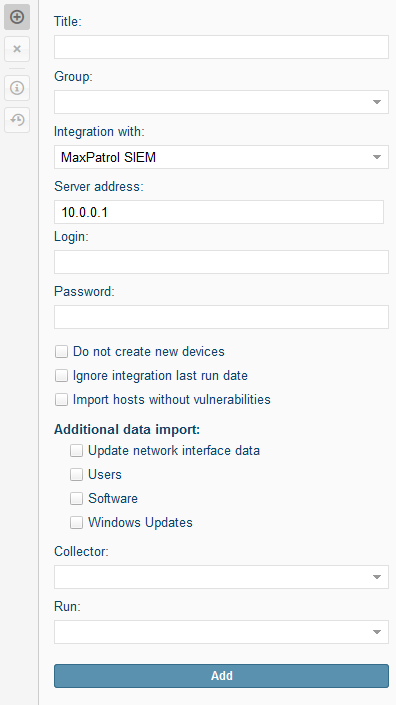 Title:
Group:
Integration with:
MaxPatrol SIEM
Server address:
10.0.0.1
Login:
Password:
Do not create new devices
Ignore integration last run date
Import hosts without vulnerabilities
Additional data import:
Update network interface data
Users
Software
Windows Updates
Collector:
Run:
Add